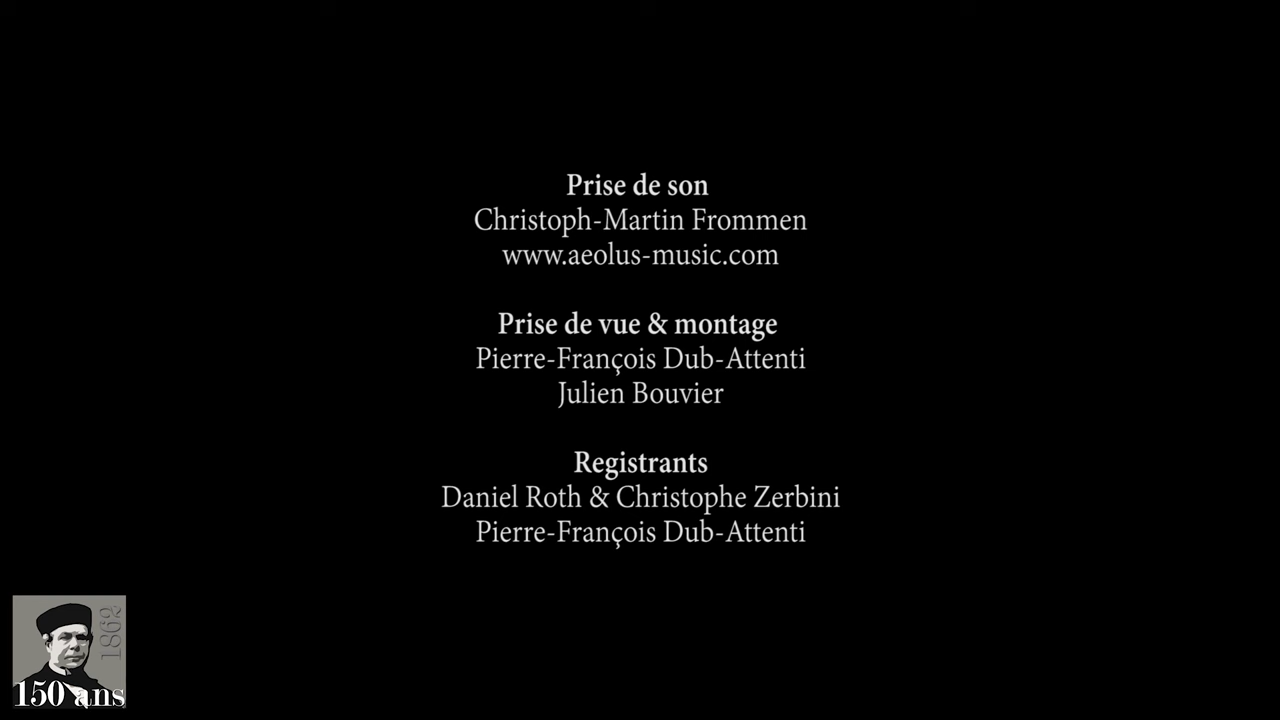 Prise de son
Christoph-Martin Frommen
www.aeolus-music.com
Prise de vue & montage
Pierre-François Dub-Attenti
Julien Bouvier
Registrants
Daniel Roth & Christophe Zerbini
Pierre-François Dub-Attenti
1862
150 ans